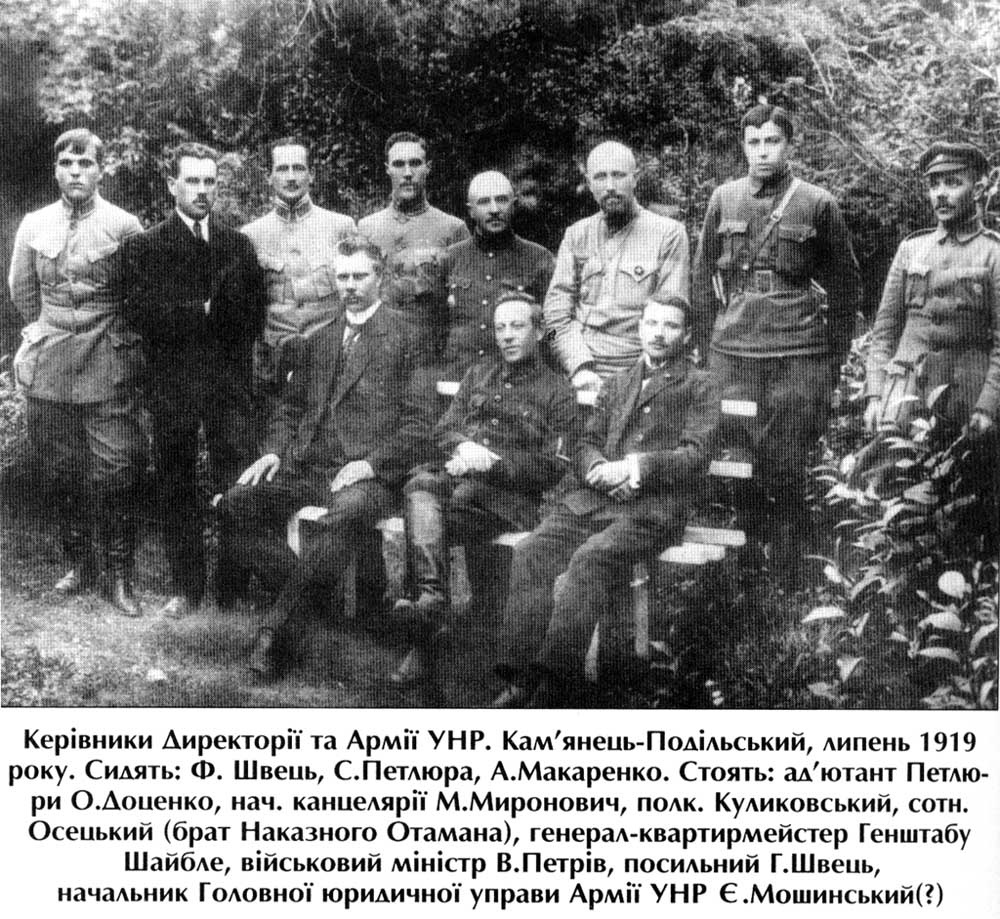 Керівники Директорії та Армії УНР. Кам'янець-Подільський, липень 1919
року. Сидять: Ф. Швець, С.Петлюра, А.Макаренко. Стоять: ад'ютант Петлю-
ри О.Доценко, нач. канцелярії М.Миронович, полк. Куликовський, сотн.
Осецький (брат Наказного Отамана), генерал-квартирмейстер Генштабу
Шайбле, військовий міністр В.Петрів, посильний Г.Швець,
начальник Головної юридичної управи Армії УНР Є.Мошинський(?)